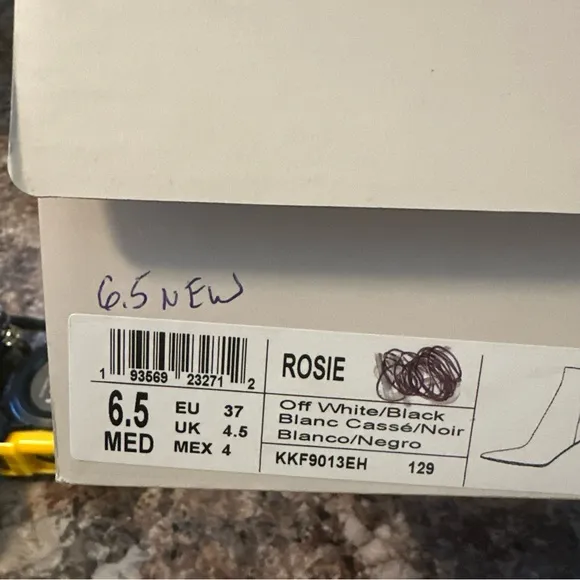 6.5 NEW
1 93569 23271 2
6.5
MED
EU 37
UK 4.5
MEX 4
ROSIE
Off White/Black
Blanc Cassé/Noir
Blanco/Negro
KKF9013EH 129